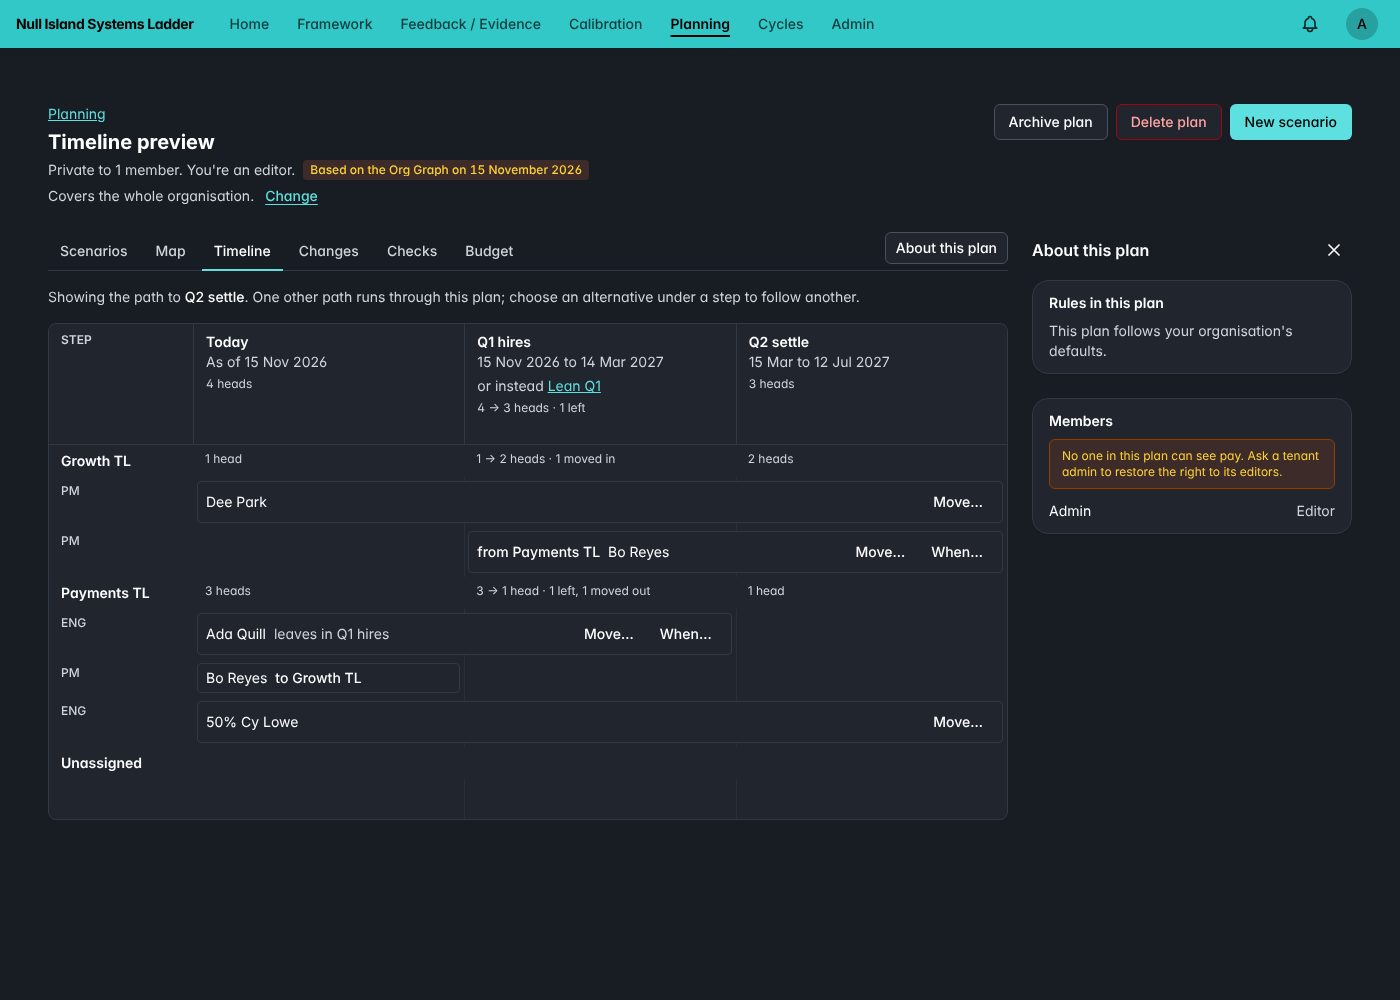 Null Island Systems Ladder
Home
Framework
Feedback / Evidence
Calibration
Planning
Cycles
Admin
A
Planning
Timeline preview
Private to 1 member. You're an editor.
Based on the Org Graph on 15 November 2026
Covers the whole organisation.
Change
Archive plan
Delete plan
New scenario
Scenarios
Map
Timeline
Changes
Checks
Budget
About this plan
Showing the path to Q2 settle. One other path runs through this plan; choose an alternative under a step to follow another.
STEP
Today
As of 15 Nov 2026
4 heads
Q1 hires
15 Nov 2026 to 14 Mar 2027
or instead Lean Q1
4 → 3 heads · 1 left
Q2 settle
15 Mar to 12 Jul 2027
3 heads
Growth TL
1 head
1 → 2 heads · 1 moved in
2 heads
PM
Dee Park
Move...
PM
from Payments TL Bo Reyes
Move...
When...
Payments TL
3 heads
3 → 1 head · 1 left, 1 moved out
1 head
ENG
Ada Quill leaves in Q1 hires
Move...
When...
PM
Bo Reyes to Growth TL
ENG
50% Cy Lowe
Move...
Unassigned
About this plan
Rules in this plan
This plan follows your organisation's
defaults.
Members
No one in this plan can see pay. Ask a tenant
admin to restore the right to its editors.
Admin
Editor